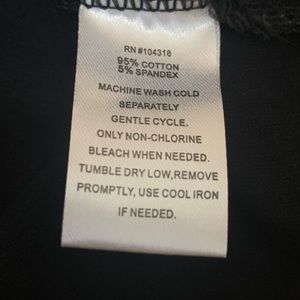 RN#104318
95% COTTON
5% SPANDEX
MACHINE WASH COLD
SEPARATELY
GENTLE CYCLE.
ONLY NON-CHLORINE
BLEACH WHEN NEEDED.
TUMBLE DRY LOW,REMOVE
PROMPTLY, USE COOL IRON
IF NEEDED.